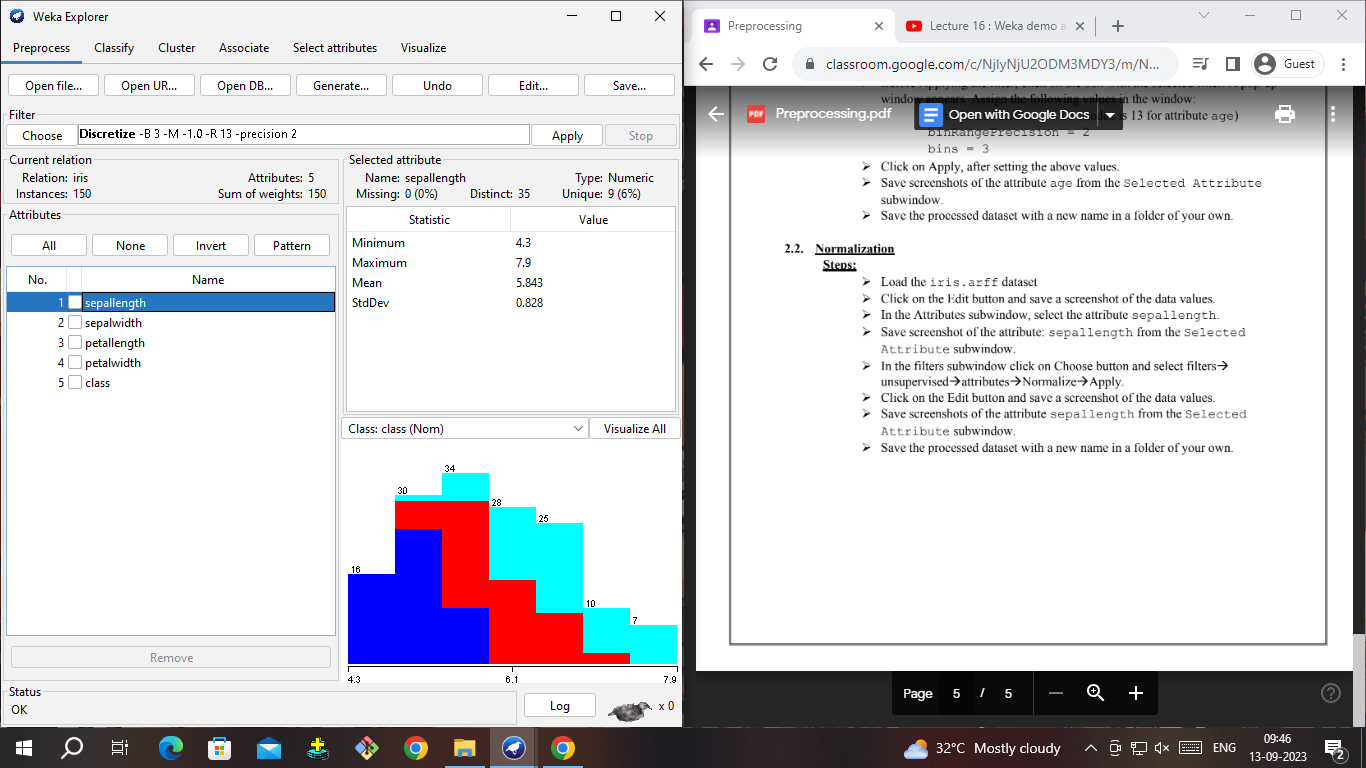 Weka Explorer
Preprocess Classify Cluster Associate Select attributes Visualize
Open file... Open UR... Open DB... Generate... Undo Edit... Save...
Filter
Choose Discretize -B 3 -M -1.0 -R 13 -precision 2 Apply Stop
Current relation
Relation: iris Attributes: 5
Instances: 150 Sum of weights: 150
Attributes
All None Invert Pattern
No. Name
1 sepallength
2 sepalwidth
3 petallength
4 petalwidth
5 class
Remove
Status
OK
Selected attribute
Name: sepallength Type: Numeric
Missing: 0 (0%) Distinct: 35 Unique: 9 (6%)
Statistic Value
Minimum 4.3
Maximum 7.9
Mean 5.843
StdDev 0.828
Class: class (Nom) Visualize All
16 30 34 28 25 10 7
4.3 6.1 7.9
Log x 0
Preprocessing Lecture 16 : Weka demo a
classroom.google.com/c/NjIyNjU2ODM3MDY3/m/N... Guest
PDF Preprocessing.pdf Open with Google Docs
window appears. Assign the following values in the window:
is 13 for attribute age)
binRangePrecision = 2
bins = 3
➢ Click on Apply, after setting the above values.
➢ Save screenshots of the attribute age from the Selected Attribute
subwindow.
➢ Save the processed dataset with a new name in a folder of your own.
2.2. Normalization
Steps:
➢ Load the iris.arff dataset
➢ Click on the Edit button and save a screenshot of the data values.
➢ In the Attributes subwindow, select the attribute sepallength.
➢ Save screenshot of the attribute: sepallength from the Selected
Attribute subwindow.
➢ In the filters subwindow click on Choose button and select filters→
unsupervised→attributes→Normalize→Apply.
➢ Click on the Edit button and save a screenshot of the data values.
➢ Save screenshots of the attribute sepallength from the Selected
Attribute subwindow.
➢ Save the processed dataset with a new name in a folder of your own.
Page 5 / 5
32°C Mostly cloudy ENG 09:46
13-09-2023 2